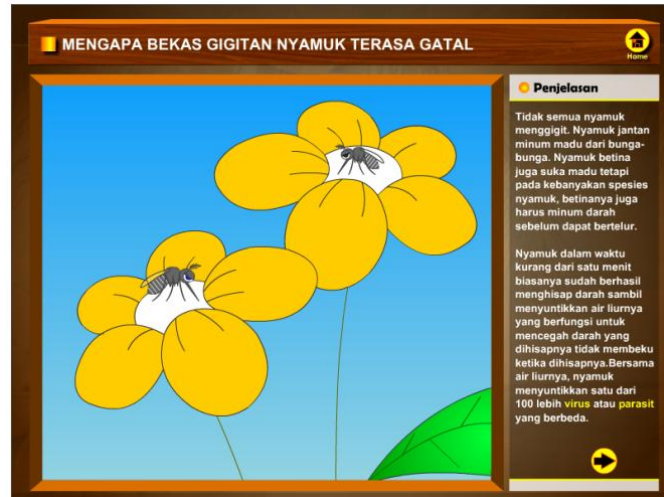 MENGAPA BEKAS GIGITAN NYAMUK TERASA GATAL
Home
Penjelasan
Tidak semua nyamuk
menggigit. Nyamuk jantan
minum madu dari bunga-
bunga. Nyamuk betina
juga suka madu tetapi
pada kebanyakan spesies
nyamuk, betinanya juga
harus minum darah
sebelum dapat bertelur.
Nyamuk dalam waktu
kurang dari satu menit
biasanya sudah berhasil
menghisap darah sambil
menyuntikkan air liurnya
yang berfungsi untuk
mencegah darah yang
dihisapnya tidak membeku
ketika dihisapnya.Bersama
air liurnya, nyamuk
menyuntikkan satu dari
100 lebih virus atau parasit
yang berbeda.